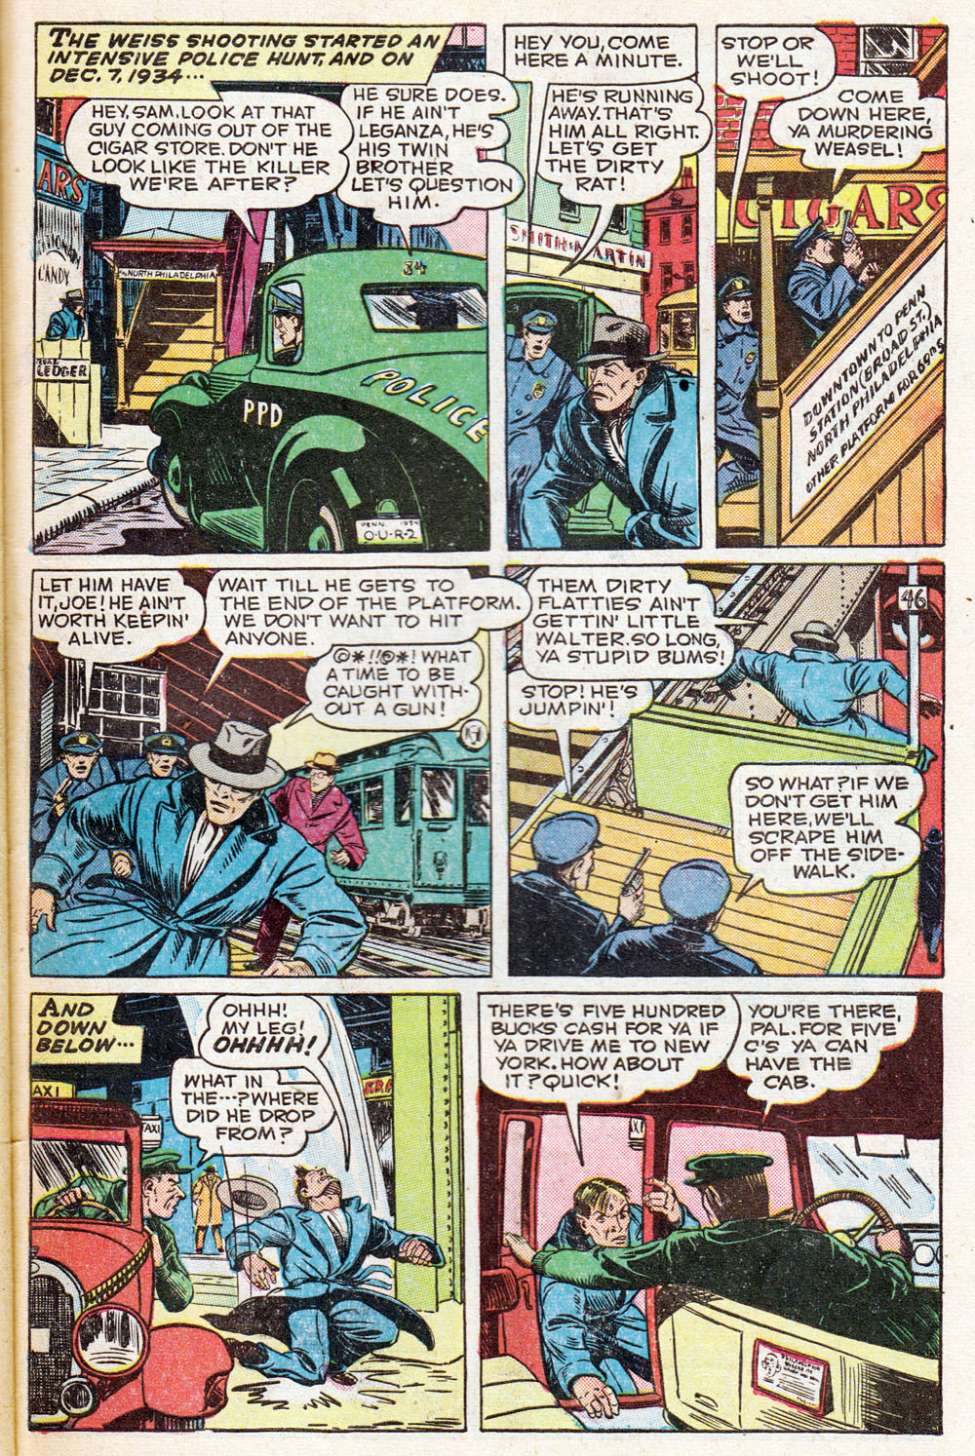 THE WEISS SHOOTING STARTED AN
INTENSIVE POLICE HUNT, AND ON
DEC. 7, 1934...
HEY, SAM. LOOK AT THAT
GUY COMING OUT OF THE
CIGAR STORE. DON'T HE
LOOK LIKE THE KILLER
WE'RE AFTER?
HE SURE DOES.
IF HE AIN'T
LEGANZA, HE'S
HIS TWIN
BROTHER
LET'S QUESTION
HIM.
ARS
CANDY
LEDGER
NORTH PHILADELPHIA
34
POLICE
PPD
PENN. 1934
O-U-R-2
HEY YOU, COME
HERE A MINUTE.
HE'S RUNNING
AWAY. THAT'S
HIM ALL RIGHT.
LET'S GET
THE DIRTY
RAT!
SMITH-MARTIN
STOP OR
WE'LL
SHOOT!
COME
DOWN HERE,
YA MURDERING
WEASEL!
CIGARS
DOWNTOWN TO PENN
STATION (BROAD ST.)
NORTH PHILADELPHIA
OTHER PLATFORM FOR 69TH S
LET HIM HAVE
IT, JOE! HE AIN'T
WORTH KEEPIN'
ALIVE.
WAIT TILL HE GETS TO
THE END OF THE PLATFORM.
WE DON'T WANT TO HIT
ANYONE.
@*!!@*! WHAT
A TIME TO BE
CAUGHT WITH-
OUT A GUN!
THEM DIRTY
FLATTIES AIN'T
GETTIN' LITTLE
WALTER. SO LONG,
YA STUPID BUMS!
STOP! HE'S
JUMPIN'!
46
SO WHAT? IF WE
DON'T GET HIM
HERE, WE'LL
SCRAPE HIM
OFF THE SIDE-
WALK.
AND
DOWN
BELOW...
OHHH!
MY LEG!
OHHHH!
WHAT IN
THE...? WHERE
DID HE DROP
FROM?
AXI
TAXI
KRA
THERE'S FIVE HUNDRED
BUCKS CASH FOR YA IF
YA DRIVE ME TO NEW
YORK. HOW ABOUT
IT? QUICK!
YOU'RE THERE,
PAL. FOR FIVE
C'S YA CAN
HAVE THE
CAB.